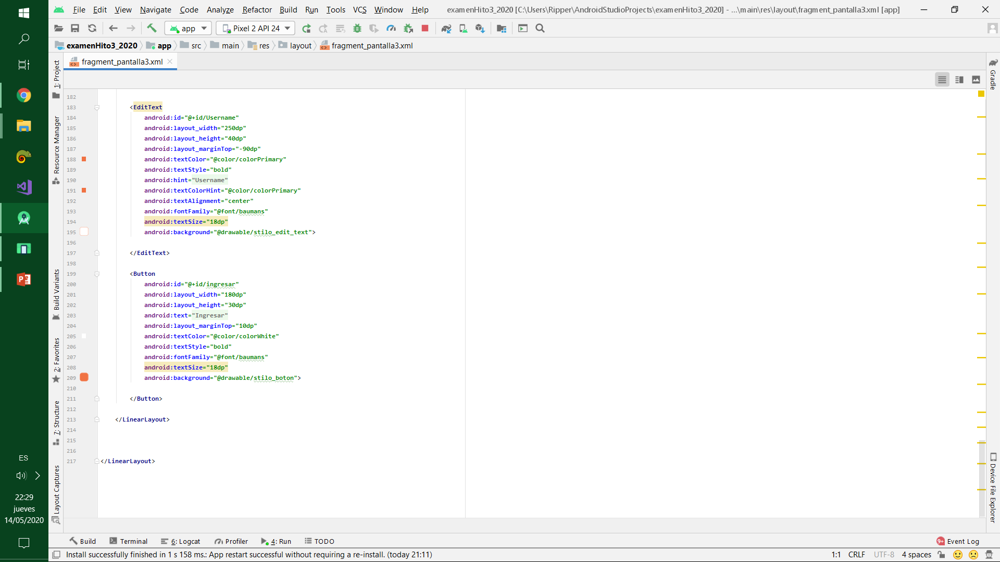 File Edit View Navigate Code Analyze Refactor Build Run Tools VCS Window Help examenHito3_2020 [C:\Users\Ripper\AndroidStudioProjects\examenHito3_2020] - ...\main\res\layout\fragment_pantalla3.xml [app]
app Pixel 2 API 24
examenHito3_2020 app src main res layout fragment_pantalla3.xml
fragment_pantalla3.xml
1: Project
Resource Manager
Build Variants
2: Favorites
7: Structure
Layout Captures
Gradle
Device File Explorer
182
183 <EditText
184 android:id="@+id/Username"
185 android:layout_width="250dp"
186 android:layout_height="40dp"
187 android:layout_marginTop="-90dp"
188 android:textColor="@color/colorPrimary"
189 android:textStyle="bold"
190 android:hint="Username"
191 android:textColorHint="@color/colorPrimary"
192 android:textAlignment="center"
193 android:fontFamily="@font/baumans"
194 android:textSize="18dp"
195 android:background="@drawable/stilo_edit_text">
196
197 </EditText>
198
199 <Button
200 android:id="@+id/ingresar"
201 android:layout_width="180dp"
202 android:layout_height="30dp"
203 android:text="Ingresar"
204 android:layout_marginTop="10dp"
205 android:textColor="@color/colorWhite"
206 android:textStyle="bold"
207 android:fontFamily="@font/baumans"
208 android:textSize="18dp"
209 android:background="@drawable/stilo_boton">
210
211 </Button>
212
213 </LinearLayout>
214
215
216
217 </LinearLayout>
ES
22:29
jueves
14/05/2020
Build Terminal 6: Logcat Profiler 4: Run TODO 9+ Event Log
Install successfully finished in 1 s 158 ms.: App restart successful without requiring a re-install. (today 21:11) 1:1 CRLF UTF-8 4 spaces